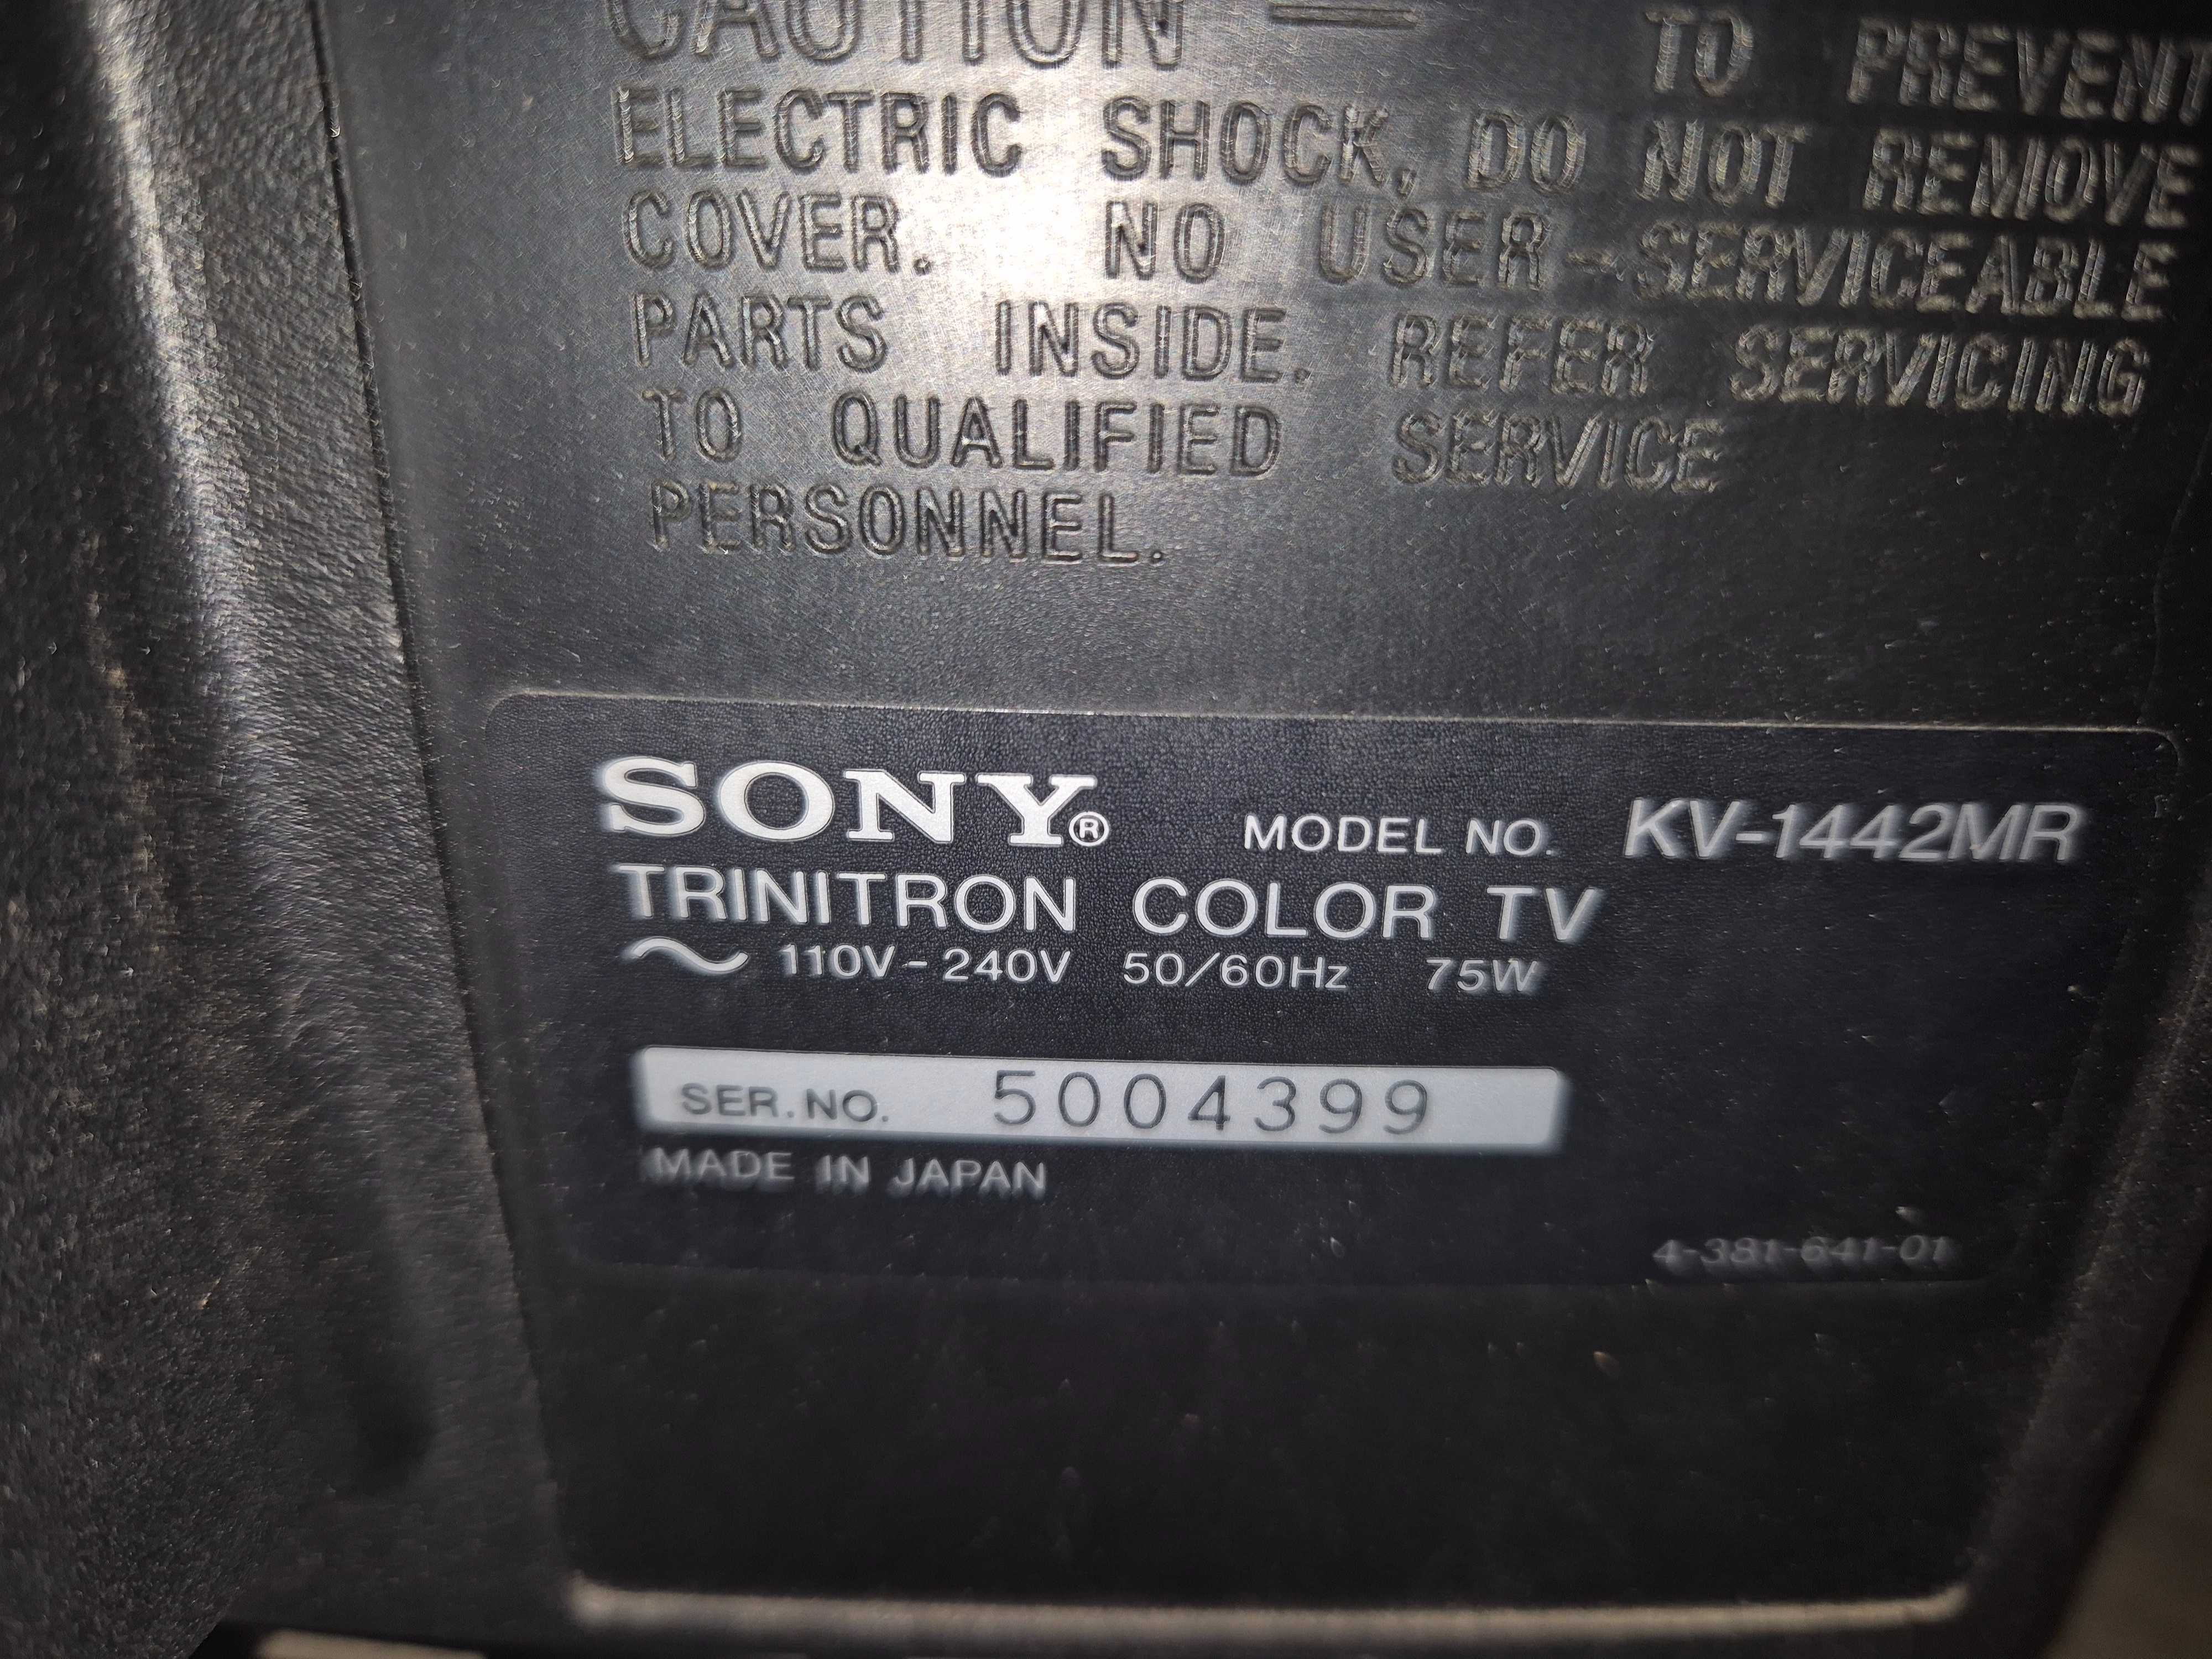 CAUTION — TO PREVENT
ELECTRIC SHOCK, DO NOT REMOVE
COVER. NO USER-SERVICEABLE
PARTS INSIDE. REFER SERVICING
TO QUALIFIED SERVICE
PERSONNEL.
SONY® MODEL NO. KV-1442MR
TRINITRON COLOR TV
~ 110V-240V 50/60Hz 75W
SER.NO. 5004399
MADE IN JAPAN
4-381-641-01